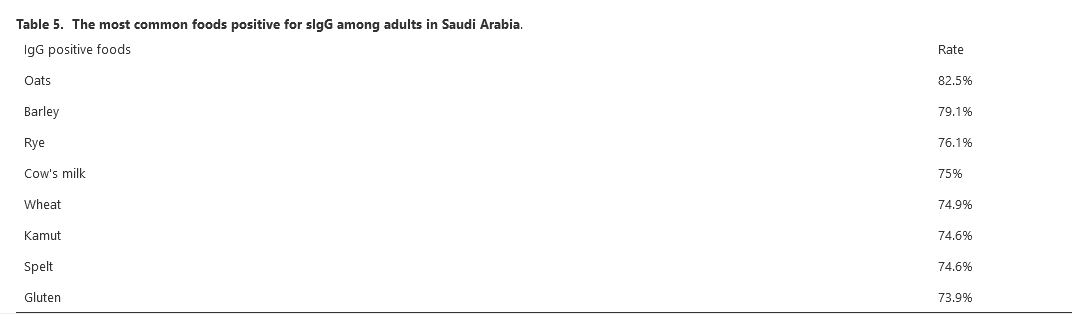 Table 5. The most common foods positive for sIgG among adults in Saudi Arabia.
IgG positive foods Rate
Oats 82.5%
Barley 79.1%
Rye 76.1%
Cow's milk 75%
Wheat 74.9%
Kamut 74.6%
Spelt 74.6%
Gluten 73.9%